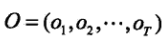 O = (o₁, o₂, ⋯, o_T)